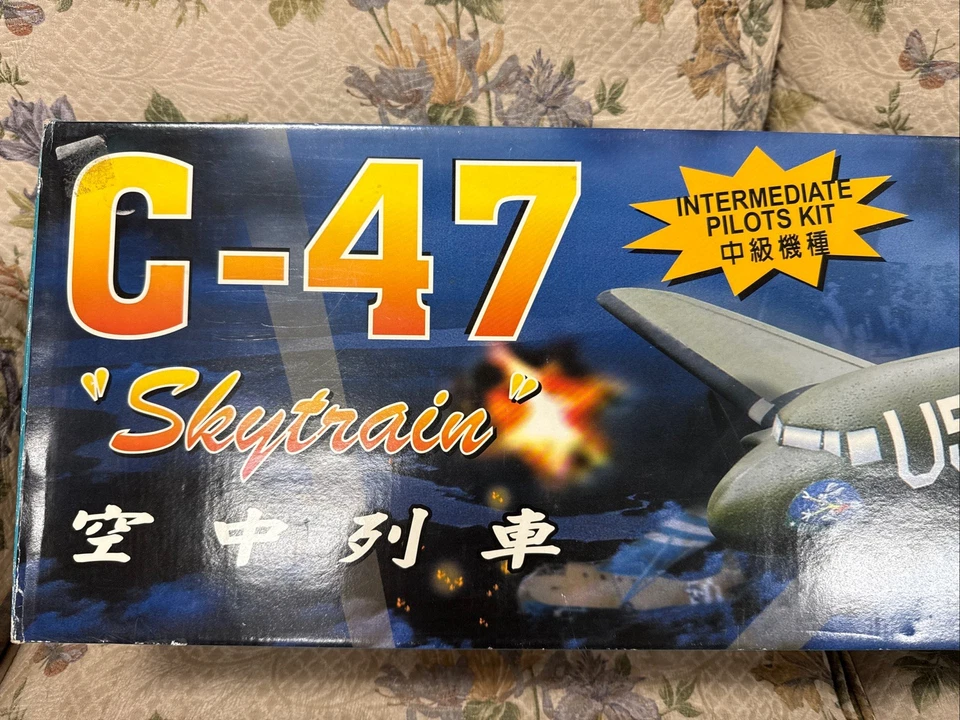 C-47
"Skytrain"
空中列車
INTERMEDIATE
PILOTS KIT
中級機種